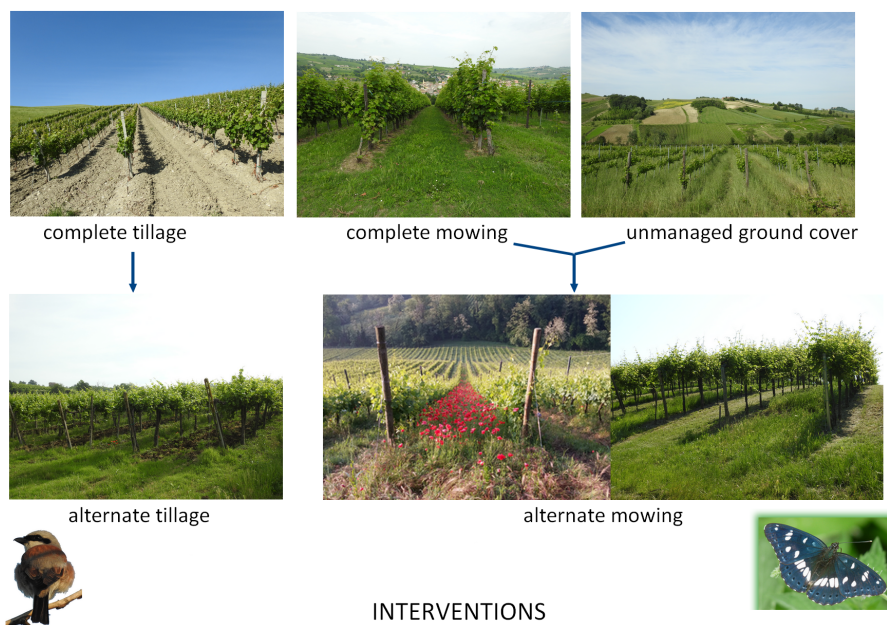 complete tillage
complete mowing
unmanaged ground cover
alternate tillage
alternate mowing
INTERVENTIONS